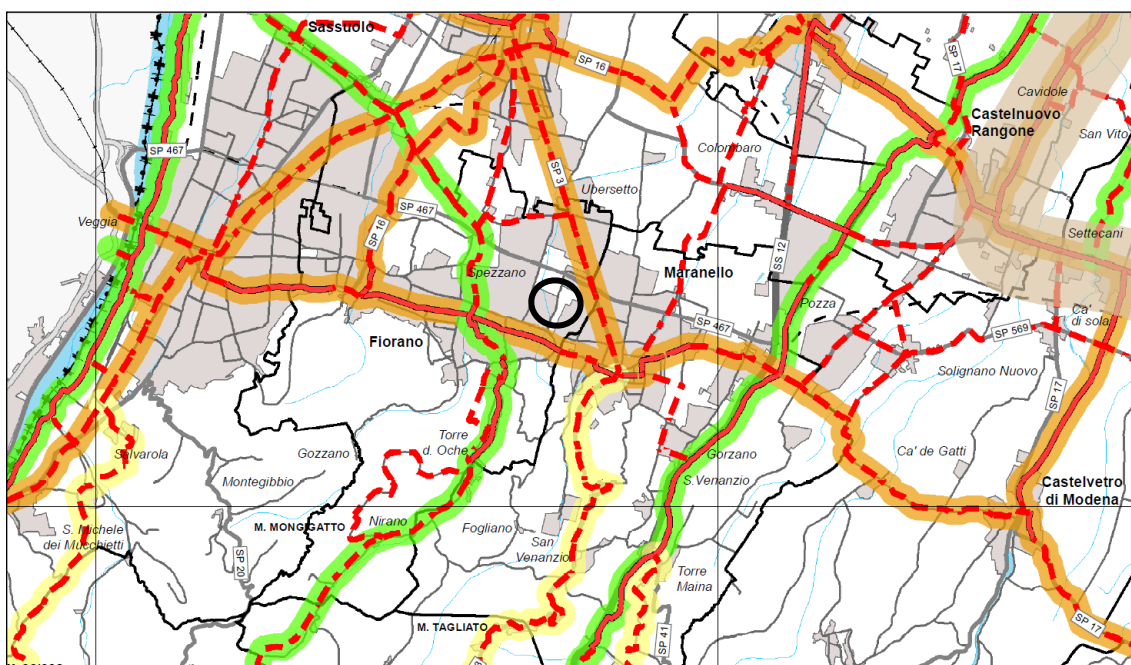 Sassuolo
SP 16
SP 17
Cavidole
Castelnuovo
Rangone
San Vito
SP 467
Colombaro
SP 3
Ubersetto
SP 467
Veggia
SP 16
Settecani
Spezzano
Maranello
SS 12
Pozza
SP 467
Ca'
di sola
SP 569
Fiorano
Solignano Nuovo
SP 17
Torre
d. Oche
Salvarola
Gozzano
Gorzano
Ca' de Gatti
Montegibbio
S. Venanzio
Castelvetro
di Modena
M. MONGIGATTO
Nirano
S. Michele
dei Mucchietti
Fogliano
San
Venanzio
SP 20
Torre
Maina
M. TAGLIATO
SP 41
SP 17